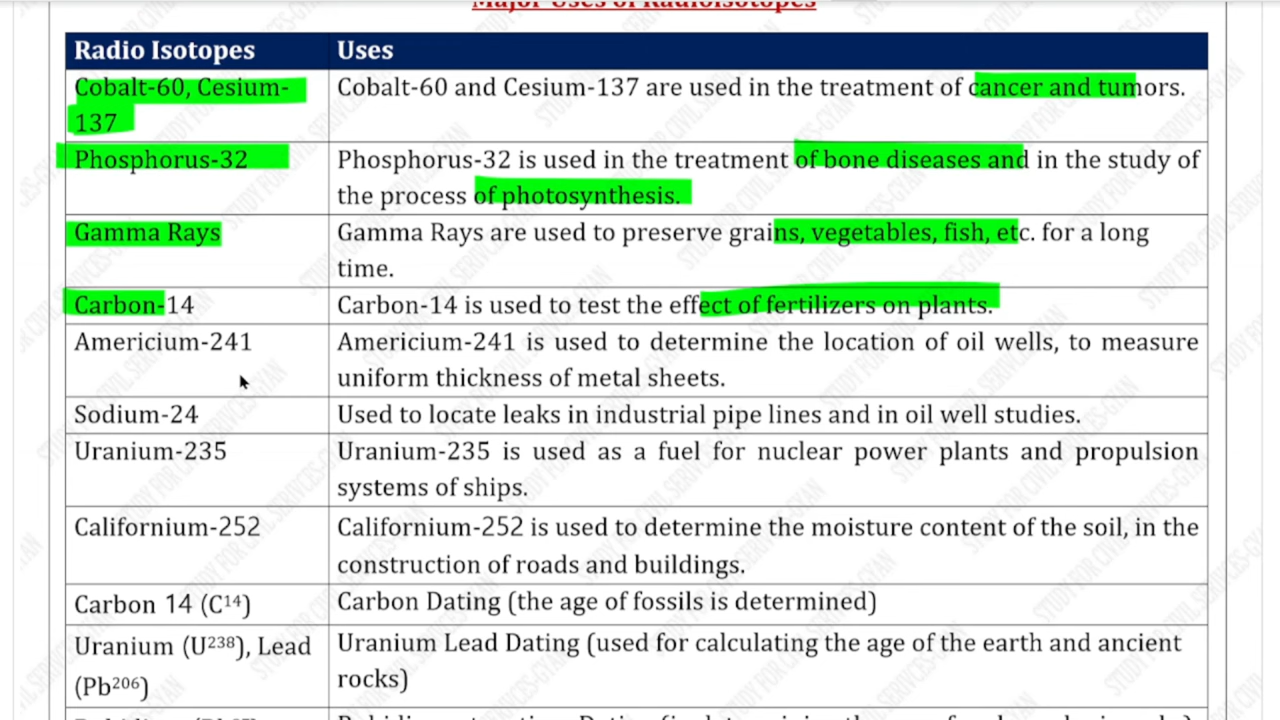 Major Uses of Radioisotopes
Radio Isotopes
Uses
Cobalt-60, Cesium-
137
Cobalt-60 and Cesium-137 are used in the treatment of cancer and tumors.
Phosphorus-32
Phosphorus-32 is used in the treatment of bone diseases and in the study of
the process of photosynthesis.
Gamma Rays
Gamma Rays are used to preserve grains, vegetables, fish, etc. for a long
time.
Carbon-14
Carbon-14 is used to test the effect of fertilizers on plants.
Americium-241
Americium-241 is used to determine the location of oil wells, to measure
uniform thickness of metal sheets.
Sodium-24
Used to locate leaks in industrial pipe lines and in oil well studies.
Uranium-235
Uranium-235 is used as a fuel for nuclear power plants and propulsion
systems of ships.
Californium-252
Californium-252 is used to determine the moisture content of the soil, in the
construction of roads and buildings.
Carbon 14 (C¹⁴)
Carbon Dating (the age of fossils is determined)
Uranium (U²³⁸), Lead
(Pb²⁰⁶)
Uranium Lead Dating (used for calculating the age of the earth and ancient
rocks)